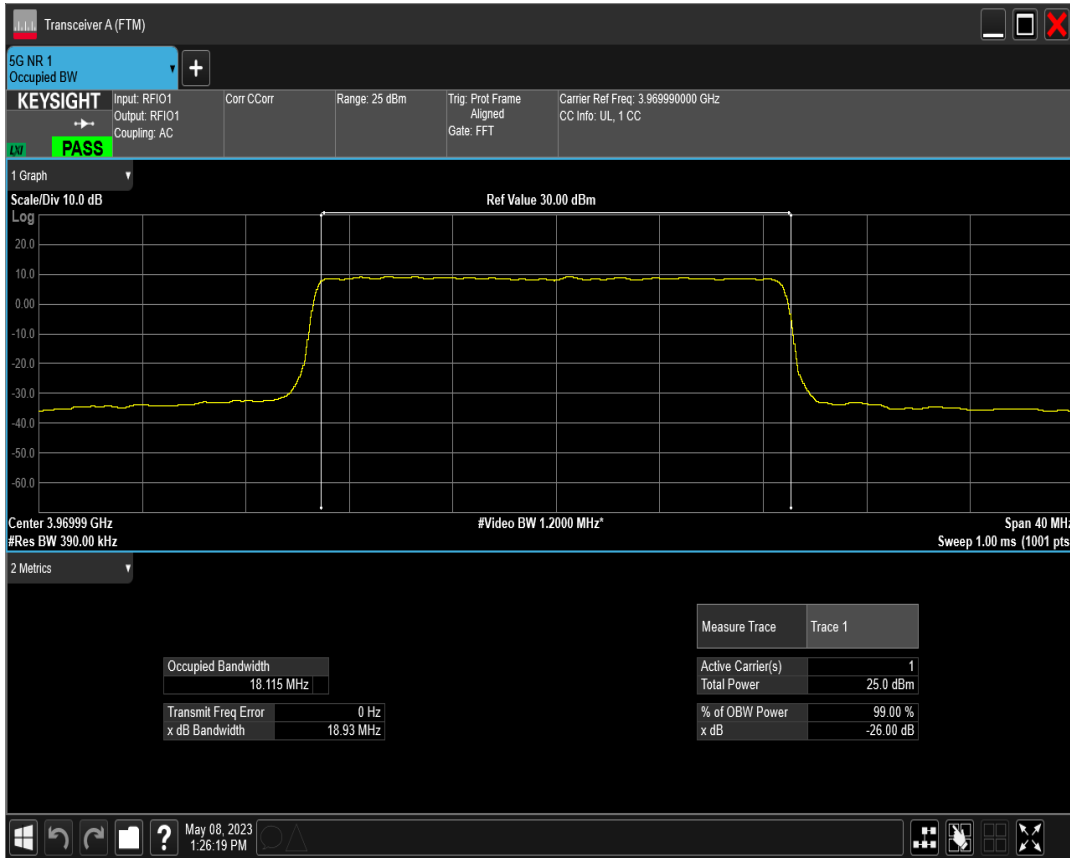 Transceiver A (FTM)
5G NR 1
Occupied BW
+
KEYSIGHT
LXI
PASS
Input: RFIO1
Output: RFIO1
Coupling: AC
Corr CCorr
Range: 25 dBm
Trig: Prot Frame
Aligned
Gate: FFT
Carrier Ref Freq: 3.969990000 GHz
CC Info: UL, 1 CC
1 Graph
Scale/Div 10.0 dB
Ref Value 30.00 dBm
Log
20.0
10.0
0.00
-10.0
-20.0
-30.0
-40.0
-50.0
-60.0
Center 3.96999 GHz
#Video BW 1.2000 MHz*
Span 40 MHz
#Res BW 390.00 kHz
Sweep 1.00 ms (1001 pts
2 Metrics
Measure Trace Trace 1
Occupied Bandwidth
18.115 MHz
Active Carrier(s) 1
Total Power 25.0 dBm
Transmit Freq Error 0 Hz
x dB Bandwidth 18.93 MHz
% of OBW Power 99.00 %
x dB -26.00 dB
?
May 08, 2023
1:26:19 PM